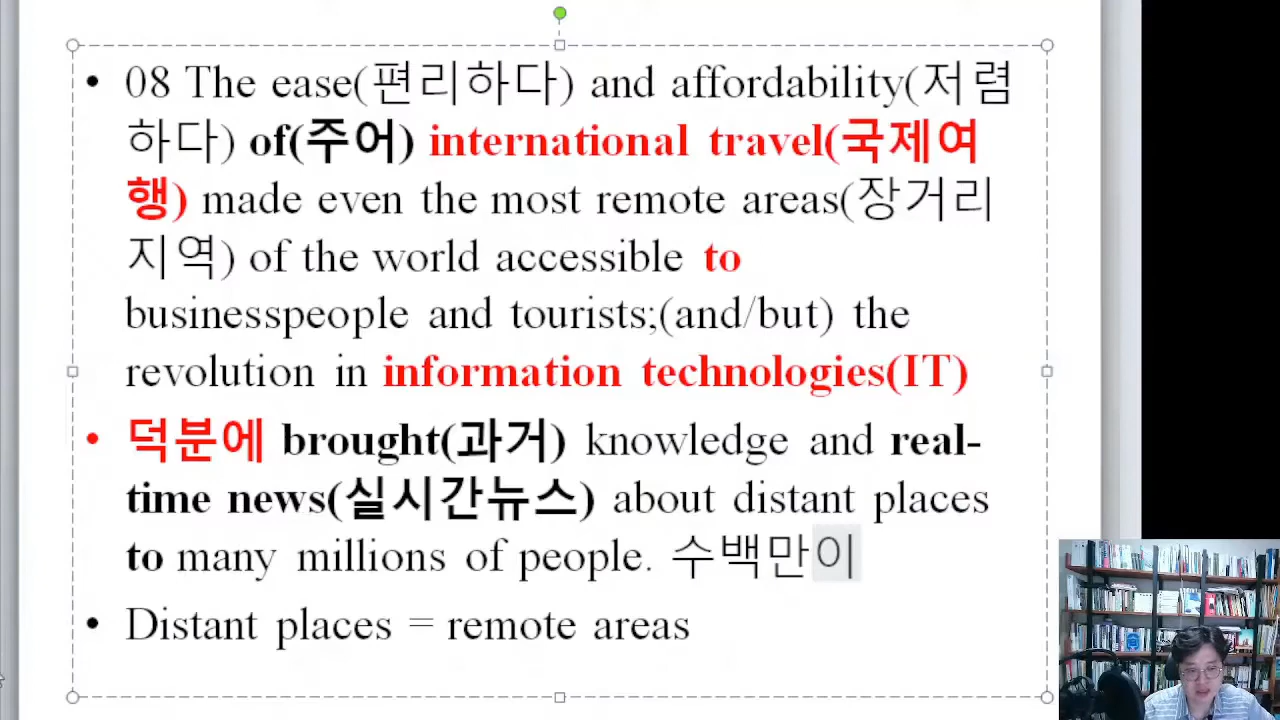 • 08 The ease(편리하다) and affordability(저렴
하다) of(주어) international travel(국제여
행) made even the most remote areas(장거리
지역) of the world accessible to
businesspeople and tourists;(and/but) the
revolution in information technologies(IT)
• 덕분에 brought(과거) knowledge and real-
time news(실시간뉴스) about distant places
to many millions of people. 수백만이
• Distant places = remote areas